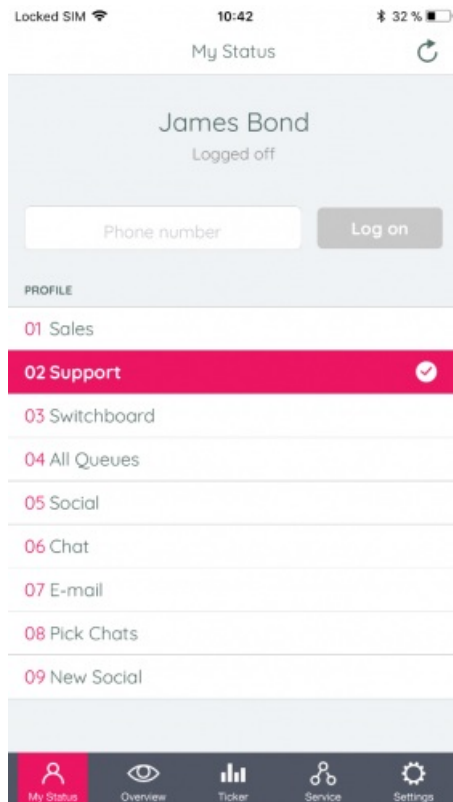 Locked SIM 10:42 32 %
My Status
James Bond
Logged off
Phone number Log on
PROFILE
01 Sales
02 Support
03 Switchboard
04 All Queues
05 Social
06 Chat
07 E-mail
08 Pick Chats
09 New Social
My Status Overview Ticker Service Settings